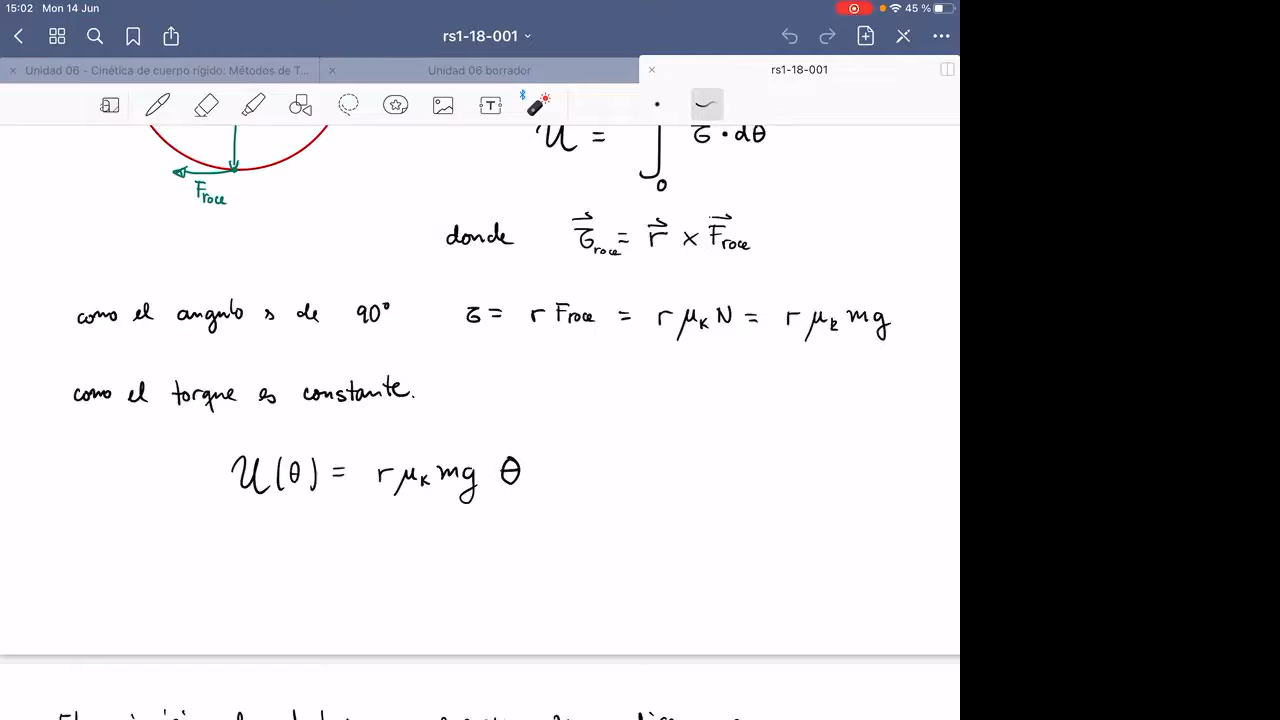 15:02 Mon 14 Jun 45 %
rs1-18-001
Unidad 06 - Cinética de cuerpo rígido: Métodos de T...
Unidad 06 borrador
rs1-18-001
U = ∫ τ · dθ
0
F roce
donde τ⃗ roce = r⃗ × F⃗ roce
como el angulo s de 90° τ = r Froce = r μk N = r μk mg
como el torque es constante.
U(θ) = r μk mg θ